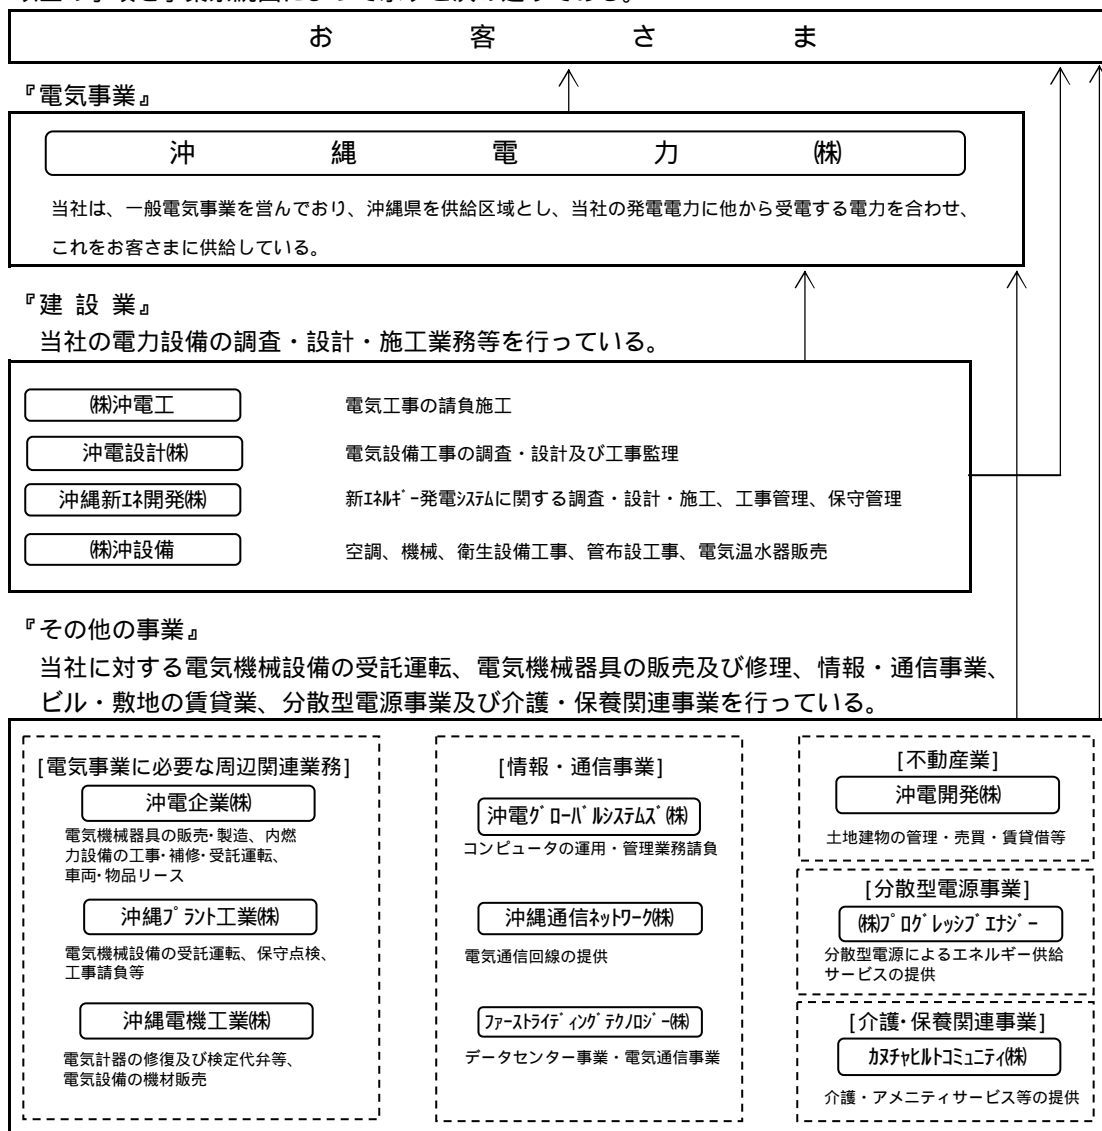 お客さま
『電気事業』
沖縄電力㈱
当社は、一般電気事業を営んでおり、沖縄県を供給区域とし、当社の発電電力に他から受電する電力を合わせ、
これをお客さまに供給している。
『建設業』
当社の電力設備の調査・設計・施工業務等を行っている。
㈱沖電工 電気工事の請負施工
沖電設計㈱ 電気設備工事の調査・設計及び工事監理
沖縄新ｴﾈ開発㈱ 新ｴﾈﾙｷﾞｰ発電ｼｽﾃﾑに関する調査・設計・施工、工事管理、保守管理
㈱沖設備 空調、機械、衛生設備工事、管布設工事、電気温水器販売
『その他の事業』
当社に対する電気機械設備の受託運転、電気機械器具の販売及び修理、情報・通信事業、
ビル・敷地の賃貸業、分散型電源事業及び介護・保養関連事業を行っている。
[電気事業に必要な周辺関連業務]
沖電企業㈱
電気機械器具の販売･製造、内燃
力設備の工事･補修･受託運転、
車両･物品リース
沖縄ﾌﾟﾗﾝﾄ工業㈱
電気機械設備の受託運転、保守点検、
工事請負等
沖縄電機工業㈱
電気計器の修復及び検定代弁等、
電気設備の機材販売
[情報・通信事業]
沖電ｸﾞﾛｰﾊﾞﾙｼｽﾃﾑｽﾞ㈱
コンピュータの運用・管理業務請負
沖縄通信ﾈｯﾄﾜｰｸ㈱
電気通信回線の提供
ﾌｧｰｽﾄﾗｲﾃﾞｨﾝｸﾞﾃｸﾉﾛｼﾞｰ㈱
データセンター事業・電気通信事業
[不動産業]
沖電開発㈱
土地建物の管理・売買・賃貸借等
[分散型電源事業]
㈱ﾌﾟﾛｸﾞﾚｯｼﾌﾞｴﾅｼﾞｰ
分散型電源によるエネルギー供給
サービスの提供
[介護･保養関連事業]
ｶﾇﾁｬﾋﾙﾄｺﾐｭﾆﾃｨ㈱
介護・アメニティサービス等の提供